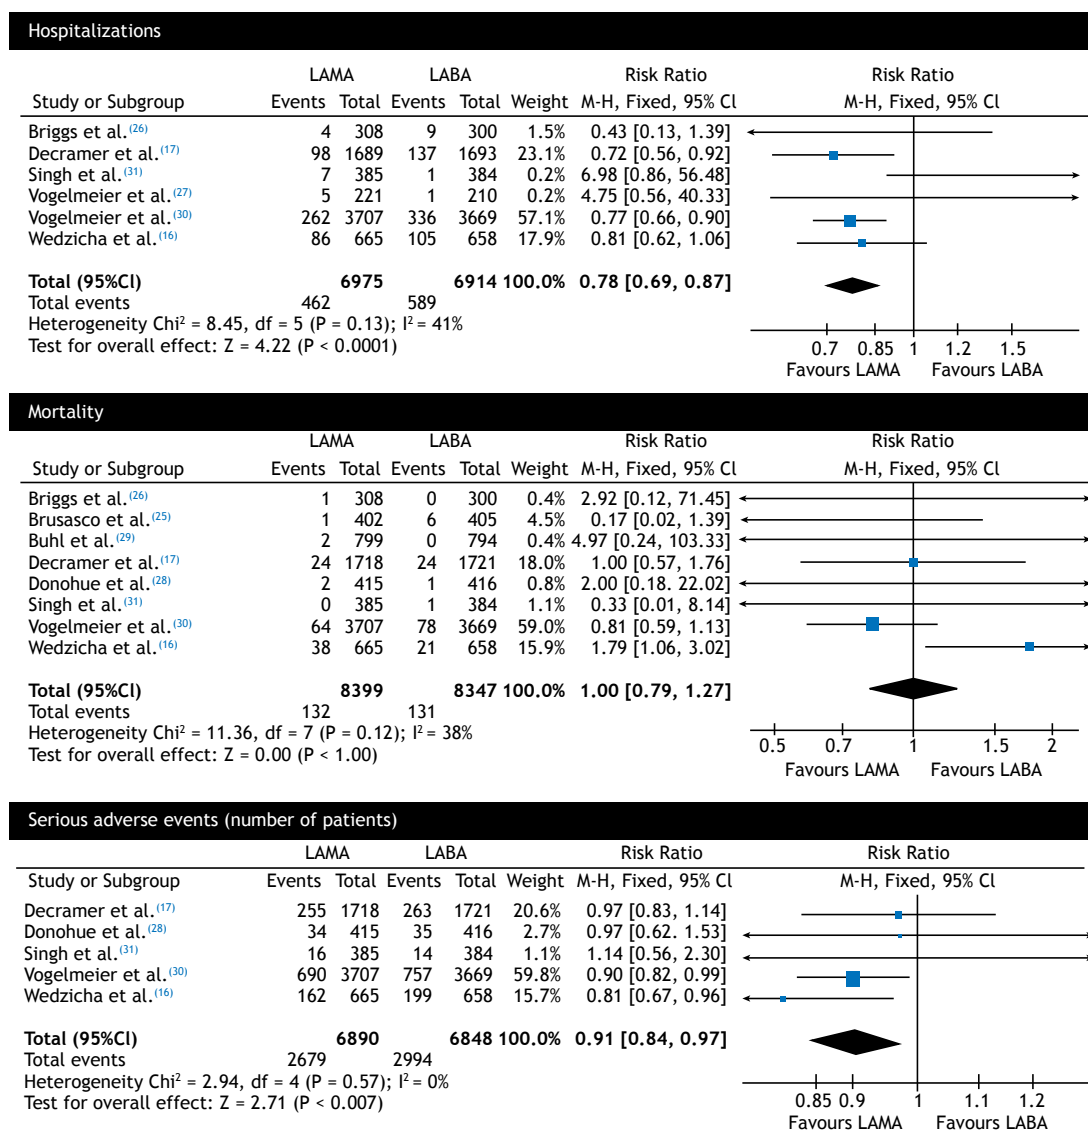 Hospitalizations
LAMA LABA Risk Ratio Risk Ratio
Study or Subgroup Events Total Events Total Weight M-H, Fixed, 95% Cl M-H, Fixed, 95% Cl
Briggs et al.(26) 4 308 9 300 1.5% 0.43 [0.13, 1.39]
Decramer et al.(17) 98 1689 137 1693 23.1% 0.72 [0.56, 0.92]
Singh et al.(31) 7 385 1 384 0.2% 6.98 [0.86, 56.48]
Vogelmeier et al.(27) 5 221 1 210 0.2% 4.75 [0.56, 40.33]
Vogelmeier et al.(30) 262 3707 336 3669 57.1% 0.77 [0.66, 0.90]
Wedzicha et al.(16) 86 665 105 658 17.9% 0.81 [0.62, 1.06]
Total (95%Cl) 6975 6914 100.0% 0.78 [0.69, 0.87]
Total events 462 589
Heterogeneity Chi² = 8.45, df = 5 (P = 0.13); I² = 41%
Test for overall effect: Z = 4.22 (P < 0.0001)
0.7 0.85 1 1.2 1.5
Favours LAMA Favours LABA
Mortality
LAMA LABA Risk Ratio Risk Ratio
Study or Subgroup Events Total Events Total Weight M-H, Fixed, 95% Cl M-H, Fixed, 95% Cl
Briggs et al.(26) 1 308 0 300 0.4% 2.92 [0.12, 71.45]
Brusasco et al.(25) 1 402 6 405 4.5% 0.17 [0.02, 1.39]
Buhl et al.(29) 2 799 0 794 0.4% 4.97 [0.24, 103.33]
Decramer et al.(17) 24 1718 24 1721 18.0% 1.00 [0.57, 1.76]
Donohue et al.(28) 2 415 1 416 0.8% 2.00 [0.18. 22.02]
Singh et al.(31) 0 385 1 384 1.1% 0.33 [0.01, 8.14]
Vogelmeier et al.(30) 64 3707 78 3669 59.0% 0.81 [0.59, 1.13]
Wedzicha et al.(16) 38 665 21 658 15.9% 1.79 [1.06, 3.02]
Total (95%Cl) 8399 8347 100.0% 1.00 [0.79, 1.27]
Total events 132 131
Heterogeneity Chi² = 11.36, df = 7 (P = 0.12); I² = 38%
Test for overall effect: Z = 0.00 (P < 1.00)
0.5 0.7 1 1.5 2
Favours LAMA Favours LABA
Serious adverse events (number of patients)
LAMA LABA Risk Ratio Risk Ratio
Study or Subgroup Events Total Events Total Weight M-H, Fixed, 95% Cl M-H, Fixed, 95% Cl
Decramer et al.(17) 255 1718 263 1721 20.6% 0.97 [0.83, 1.14]
Donohue et al.(28) 34 415 35 416 2.7% 0.97 [0.62. 1.53]
Singh et al.(31) 16 385 14 384 1.1% 1.14 [0.56, 2.30]
Vogelmeier et al.(30) 690 3707 757 3669 59.8% 0.90 [0.82, 0.99]
Wedzicha et al.(16) 162 665 199 658 15.7% 0.81 [0.67, 0.96]
Total (95%Cl) 6890 6848 100.0% 0.91 [0.84, 0.97]
Total events 2679 2994
Heterogeneity Chi² = 2.94, df = 4 (P = 0.57); I² = 0%
Test for overall effect: Z = 2.71 (P < 0.007)
0.85 0.9 1 1.1 1.2
Favours LAMA Favours LABA